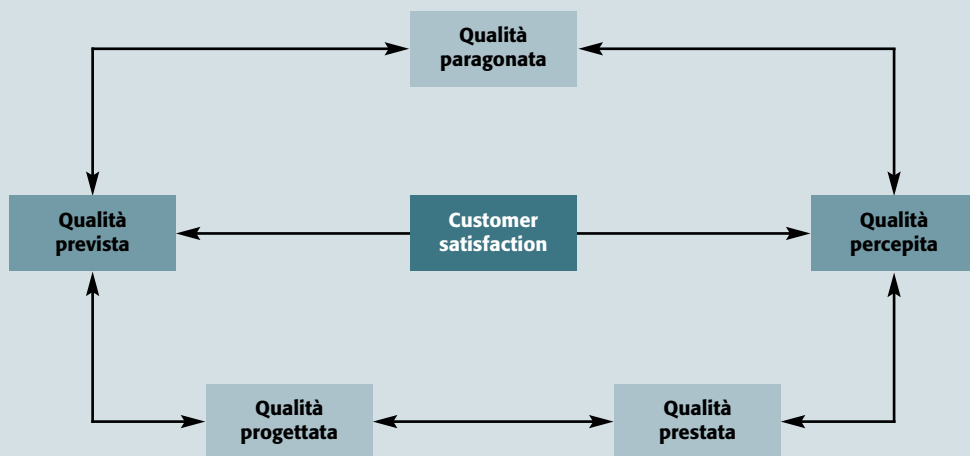 Qualità
paragonata
Qualità
prevista
Customer
satisfaction
Qualità
percepita
Qualità
progettata
Qualità
prestata